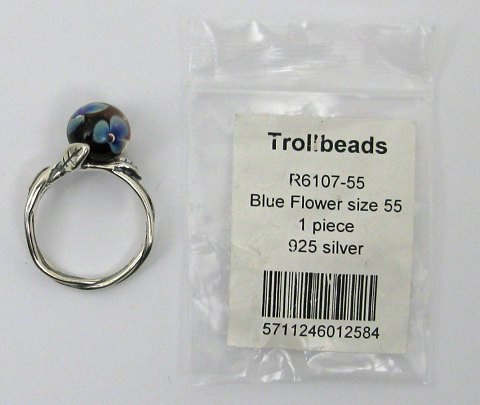 Trollbeads
R6107-55
Blue Flower size 55
1 piece
925 silver
5711246012584